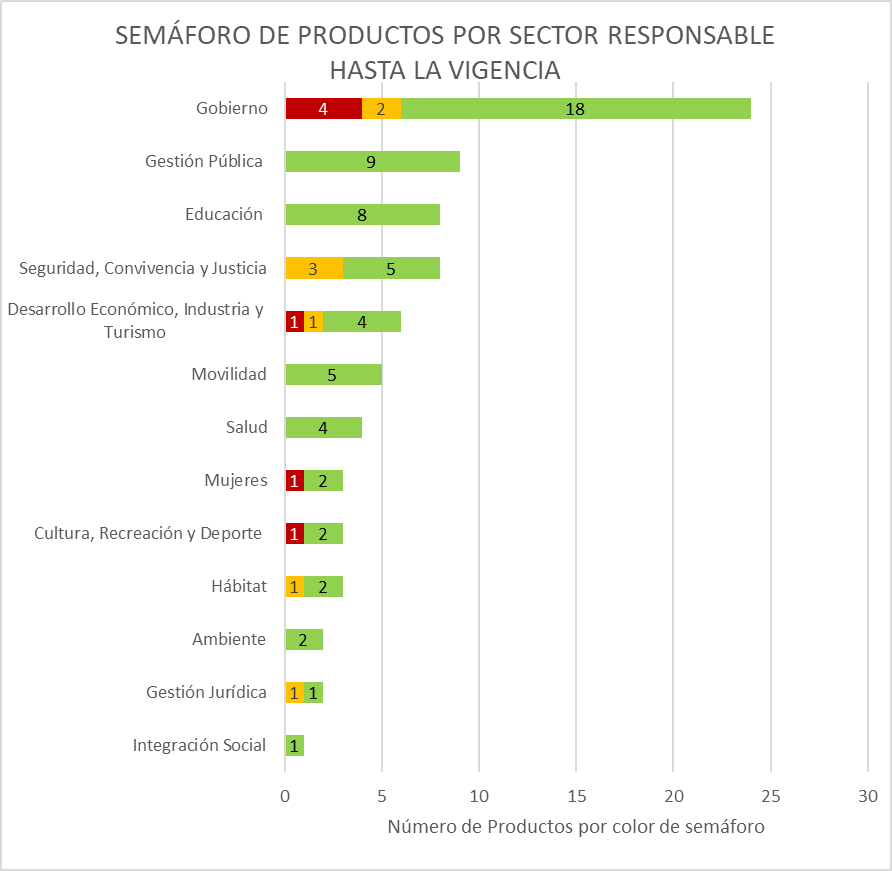 SEMÁFORO DE PRODUCTOS POR SECTOR RESPONSABLE
HASTA LA VIGENCIA
Gobierno 4 2 18
Gestión Pública 9
Educación 8
Seguridad, Convivencia y Justicia 3 5
Desarrollo Económico, Industria y
Turismo 1 1 4
Movilidad 5
Salud 4
Mujeres 1 2
Cultura, Recreación y Deporte 1 2
Hábitat 1 2
Ambiente 2
Gestión Jurídica 1 1
Integración Social 1
0 5 10 15 20 25 30
Número de Productos por color de semáforo